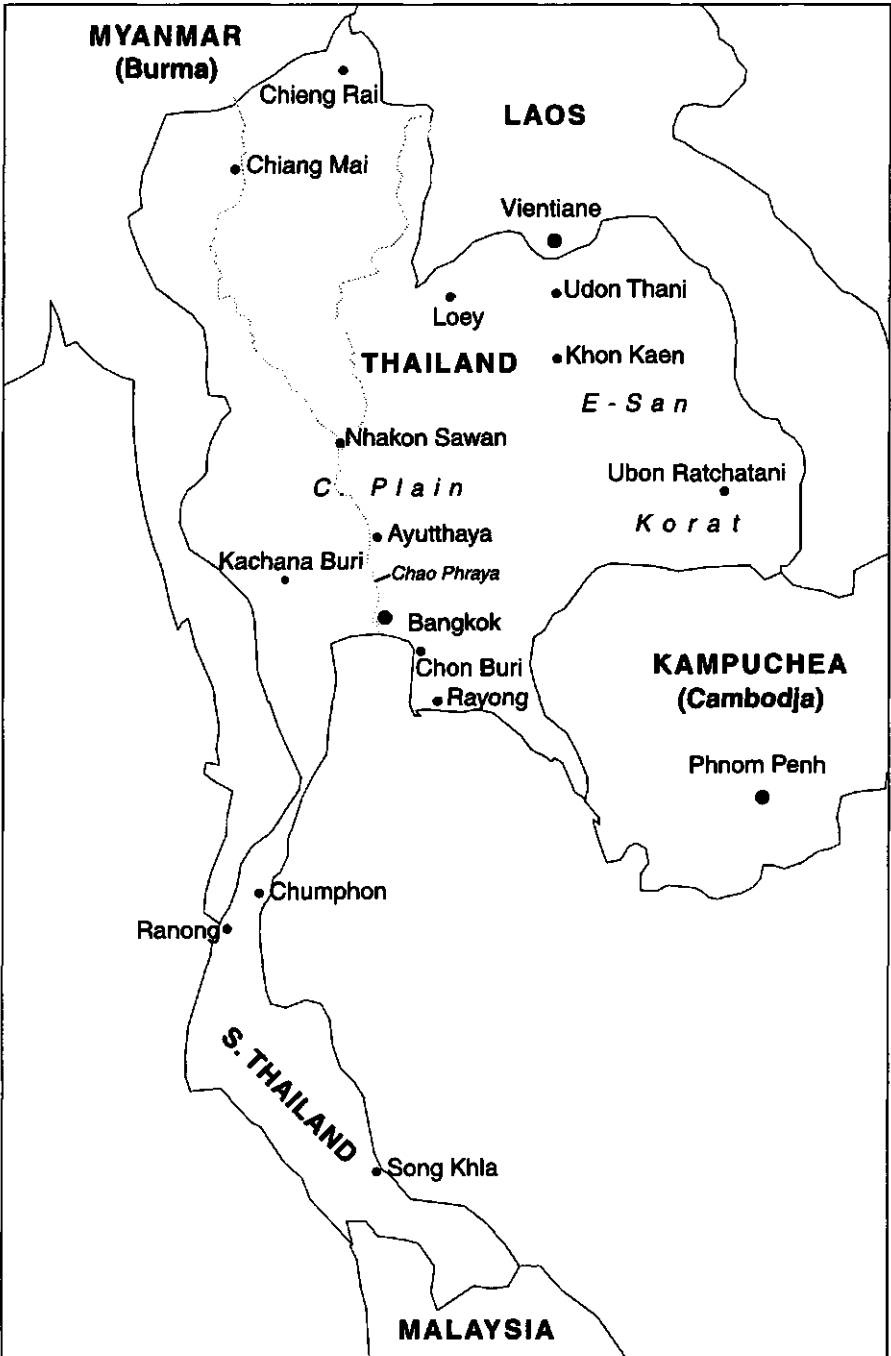 MYANMAR
(Burma)
Chieng Rai
LAOS
Chiang Mai
Vientiane
Udon Thani
Loey
THAILAND
Khon Kaen
E-San
Nhakon Sawan
Ubon Ratchatani
C. Plain
Korat
Ayutthaya
Kachana Buri
Chao Phraya
Bangkok
Chon Buri
KAMPUCHEA
(Cambodja)
Rayong
Phnom Penh
Chumphon
Ranong
S. THAILAND
Song Khla
MALAYSIA